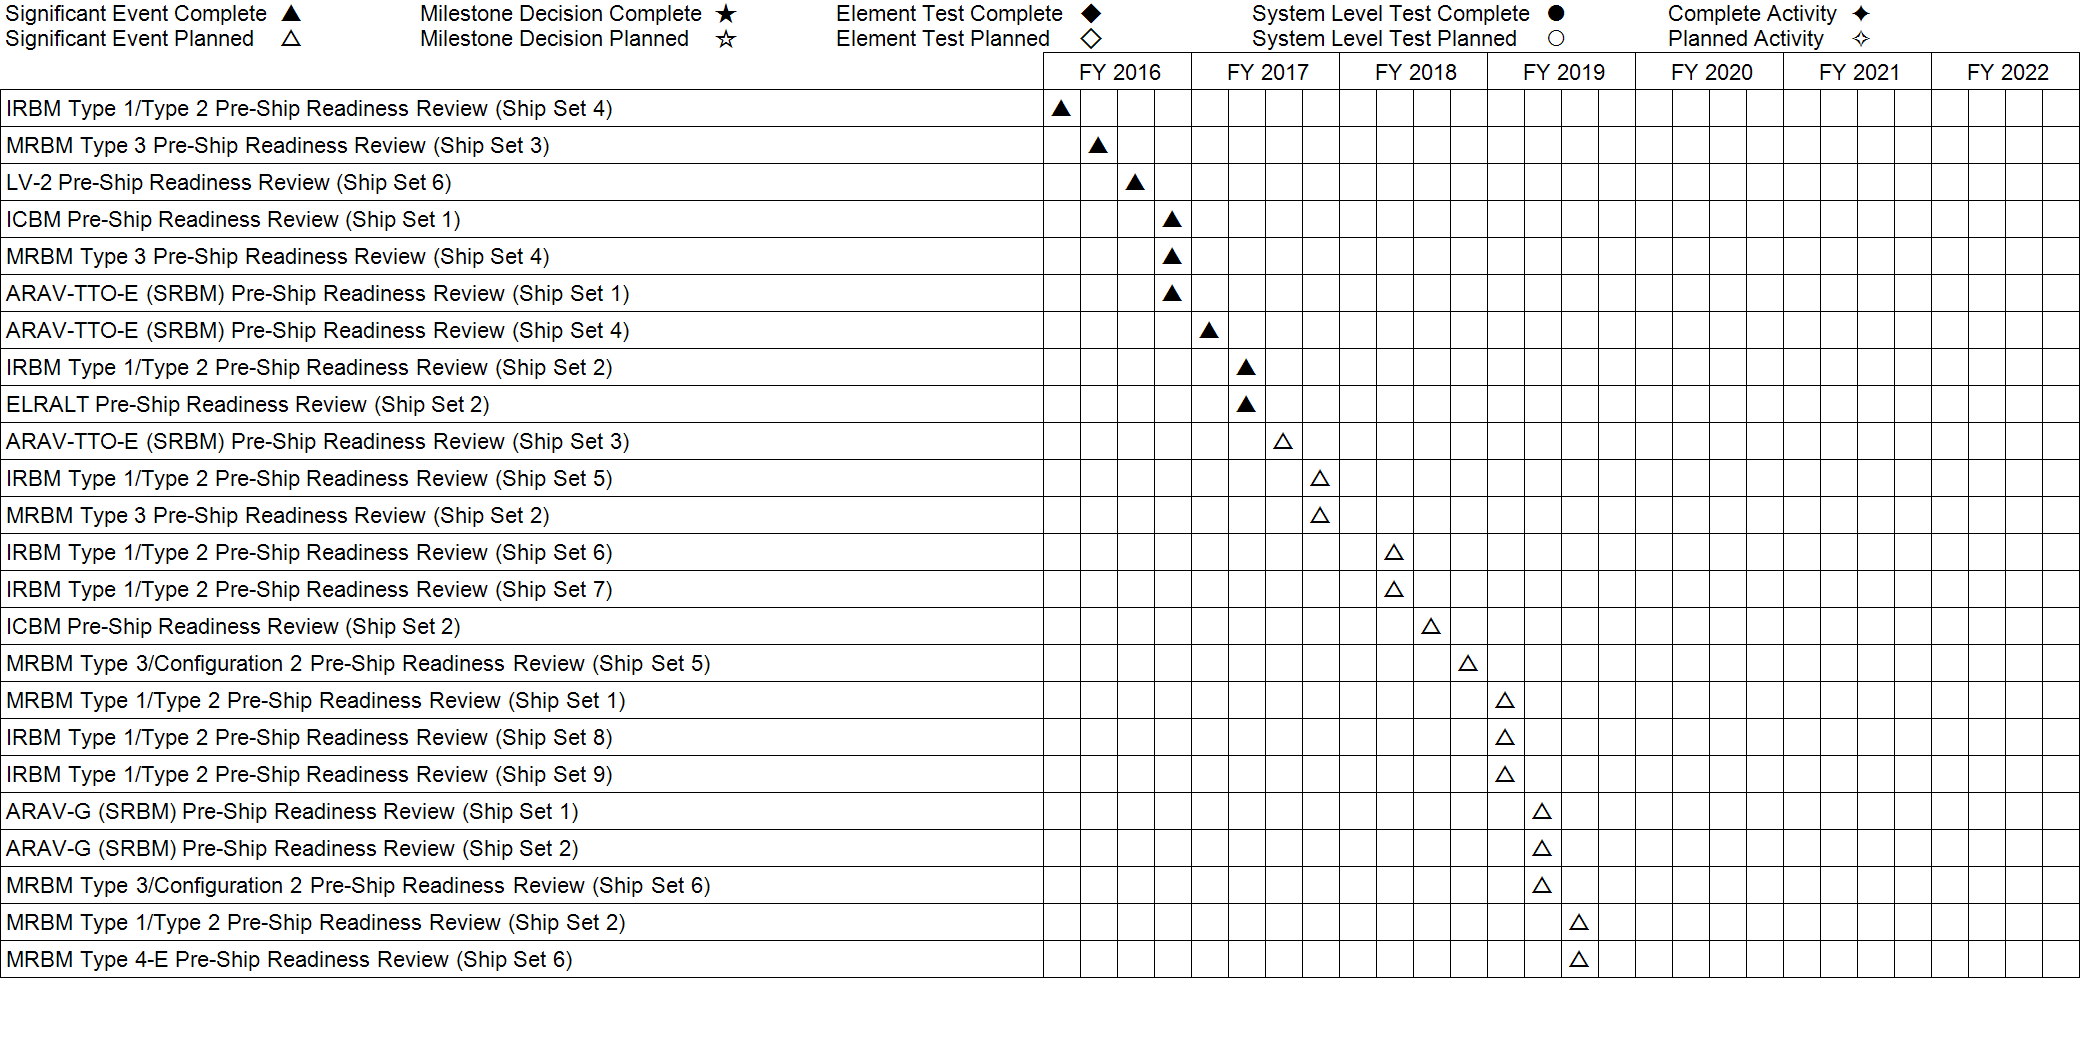 Significant Event Complete ▲ Milestone Decision Complete ★ Element Test Complete ◆ System Level Test Complete ● Complete Activity ✦
Significant Event Planned △ Milestone Decision Planned ☆ Element Test Planned ◇ System Level Test Planned ○ Planned Activity ✧
FY 2016 FY 2017 FY 2018 FY 2019 FY 2020 FY 2021 FY 2022
IRBM Type 1/Type 2 Pre-Ship Readiness Review (Ship Set 4) ▲
MRBM Type 3 Pre-Ship Readiness Review (Ship Set 3) ▲
LV-2 Pre-Ship Readiness Review (Ship Set 6) ▲
ICBM Pre-Ship Readiness Review (Ship Set 1) ▲
MRBM Type 3 Pre-Ship Readiness Review (Ship Set 4) ▲
ARAV-TTO-E (SRBM) Pre-Ship Readiness Review (Ship Set 1) ▲
ARAV-TTO-E (SRBM) Pre-Ship Readiness Review (Ship Set 4) ▲
IRBM Type 1/Type 2 Pre-Ship Readiness Review (Ship Set 2) ▲
ELRALT Pre-Ship Readiness Review (Ship Set 2) ▲
ARAV-TTO-E (SRBM) Pre-Ship Readiness Review (Ship Set 3) △
IRBM Type 1/Type 2 Pre-Ship Readiness Review (Ship Set 5) △
MRBM Type 3 Pre-Ship Readiness Review (Ship Set 2) △
IRBM Type 1/Type 2 Pre-Ship Readiness Review (Ship Set 6) △
IRBM Type 1/Type 2 Pre-Ship Readiness Review (Ship Set 7) △
ICBM Pre-Ship Readiness Review (Ship Set 2) △
MRBM Type 3/Configuration 2 Pre-Ship Readiness Review (Ship Set 5) △
MRBM Type 1/Type 2 Pre-Ship Readiness Review (Ship Set 1) △
IRBM Type 1/Type 2 Pre-Ship Readiness Review (Ship Set 8) △
IRBM Type 1/Type 2 Pre-Ship Readiness Review (Ship Set 9) △
ARAV-G (SRBM) Pre-Ship Readiness Review (Ship Set 1) △
ARAV-G (SRBM) Pre-Ship Readiness Review (Ship Set 2) △
MRBM Type 3/Configuration 2 Pre-Ship Readiness Review (Ship Set 6) △
MRBM Type 1/Type 2 Pre-Ship Readiness Review (Ship Set 2) △
MRBM Type 4-E Pre-Ship Readiness Review (Ship Set 6) △